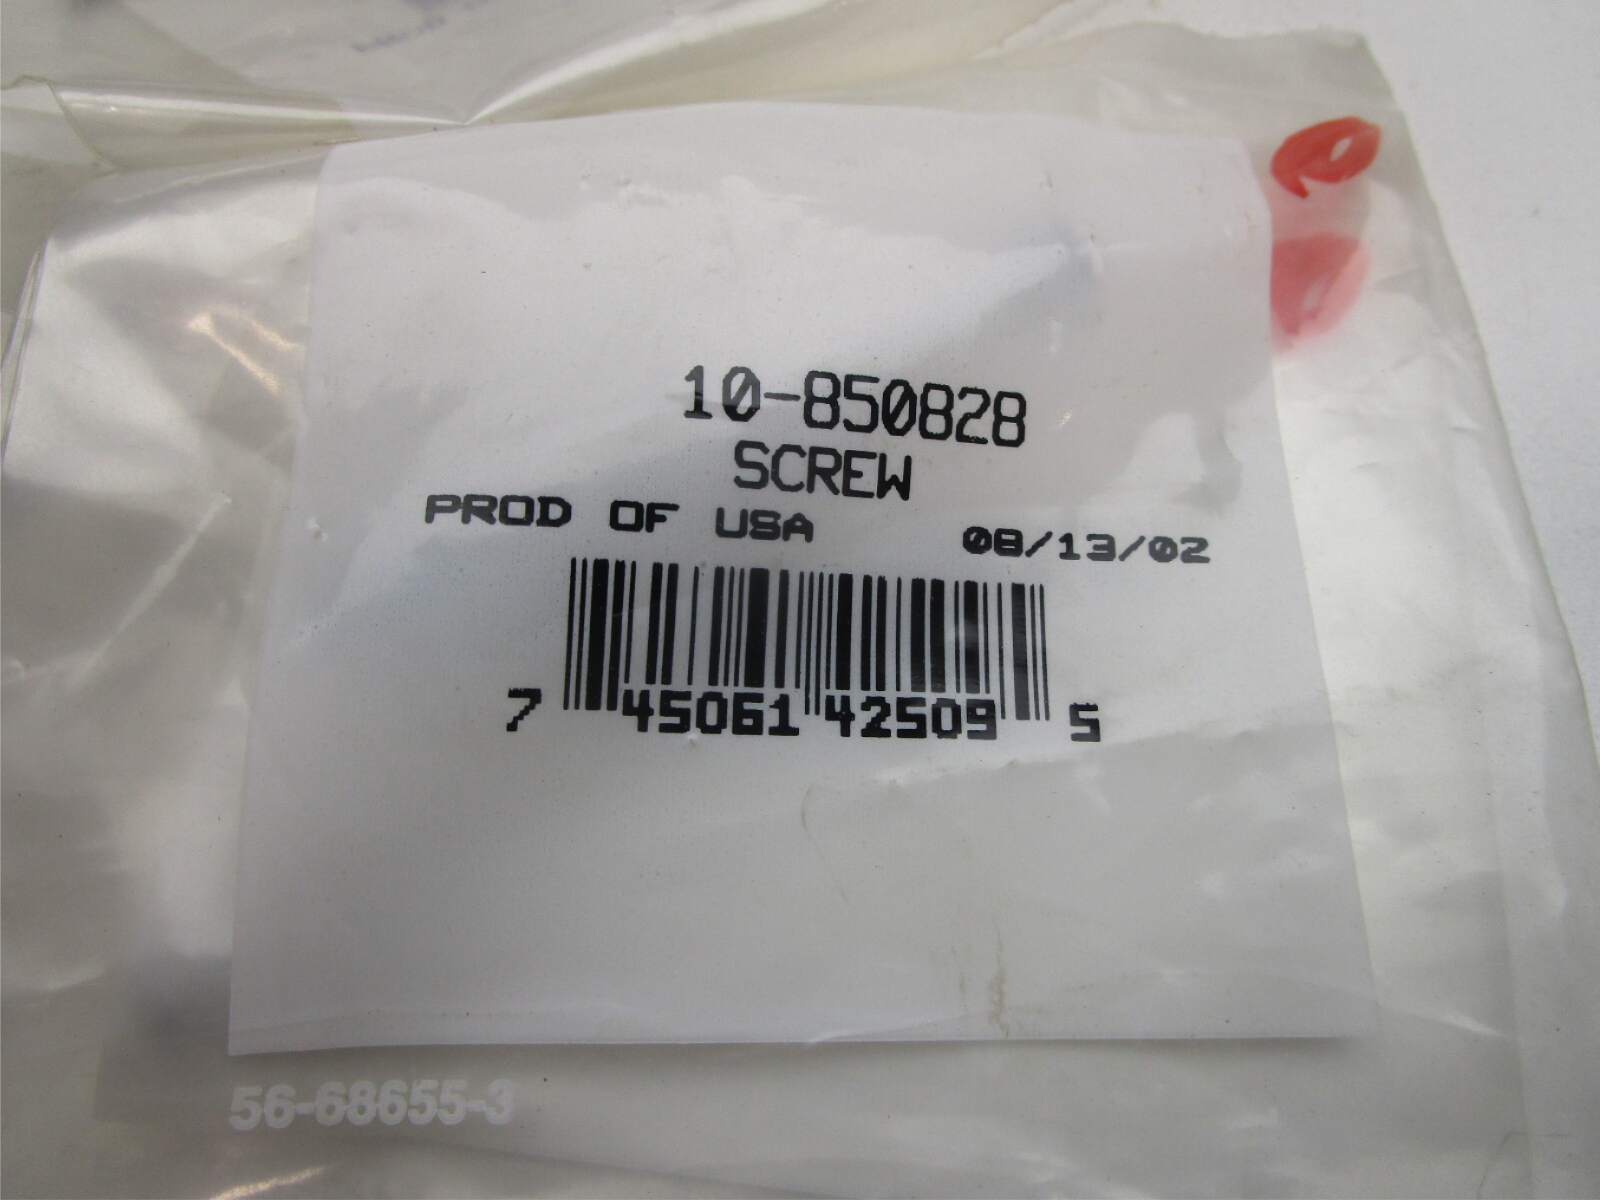 10-850828
SCREW
PROD OF USA 08/13/02
7 45061 42509 5
56-68655-3